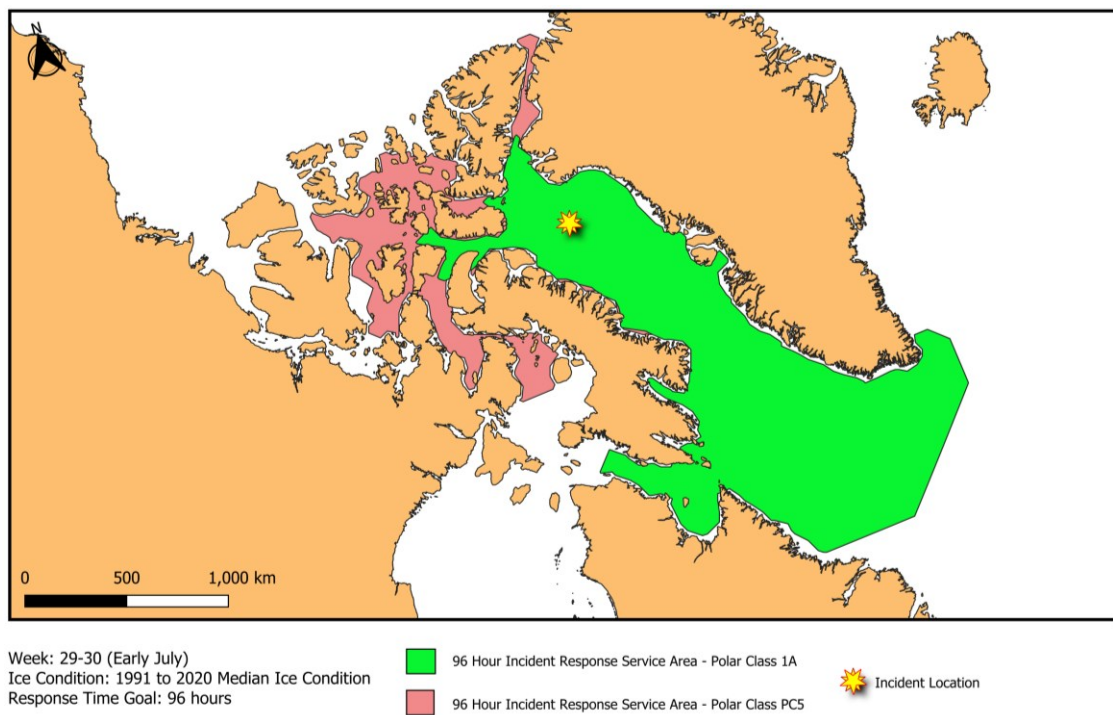 N
0 500 1,000 km
Week: 29-30 (Early July)
Ice Condition: 1991 to 2020 Median Ice Condition
Response Time Goal: 96 hours
96 Hour Incident Response Service Area - Polar Class 1A
96 Hour Incident Response Service Area - Polar Class PC5
Incident Location